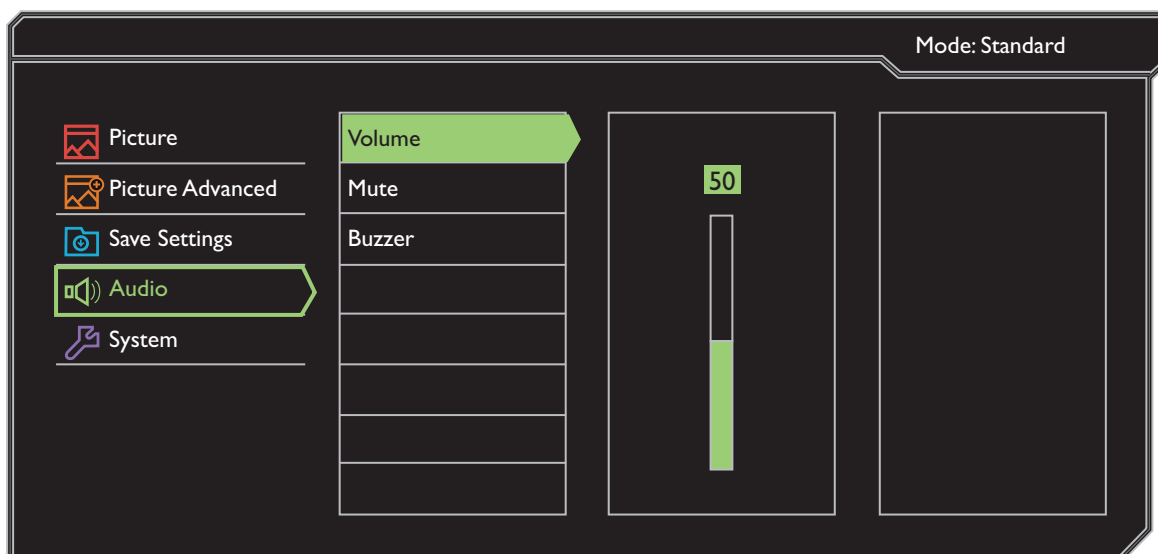 Mode: Standard
Picture
Picture Advanced
Save Settings
Audio
System
Volume
Mute
Buzzer
50